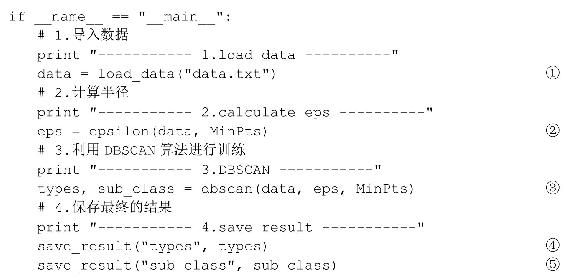 if __name__ == "__main__":
# 1.导入数据
print "----------- 1.load data ----------"
data = load_data("data.txt") ①
# 2.计算半径
print "----------- 2.calculate eps ----------"
eps = epsilon(data, MinPts) ②
# 3.利用 DBSCAN 算法进行训练
print "----------- 3.DBSCAN -----------"
types, sub_class = dbscan(data, eps, MinPts) ③
# 4.保存最终的结果
print "----------- 4.save result -----------"
save_result("types", types) ④
save_result("sub_class", sub_class) ⑤